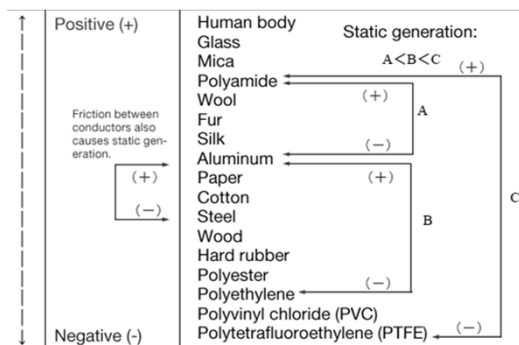 Positive (+)
Human body
Glass
Mica
Polyamide
Wool
Fur
Silk
Aluminum
Paper
Cotton
Steel
Wood
Hard rubber
Polyester
Polyethylene
Polyvinyl chloride (PVC)
Polytetrafluoroethylene (PTFE)
Negative (-)
Friction between
conductors also
causes static gen-
eration.
(+)
(−)
Static generation:
A<B<C
(+)
(+)
A
(−)
(+)
B
(−)
C
(−)